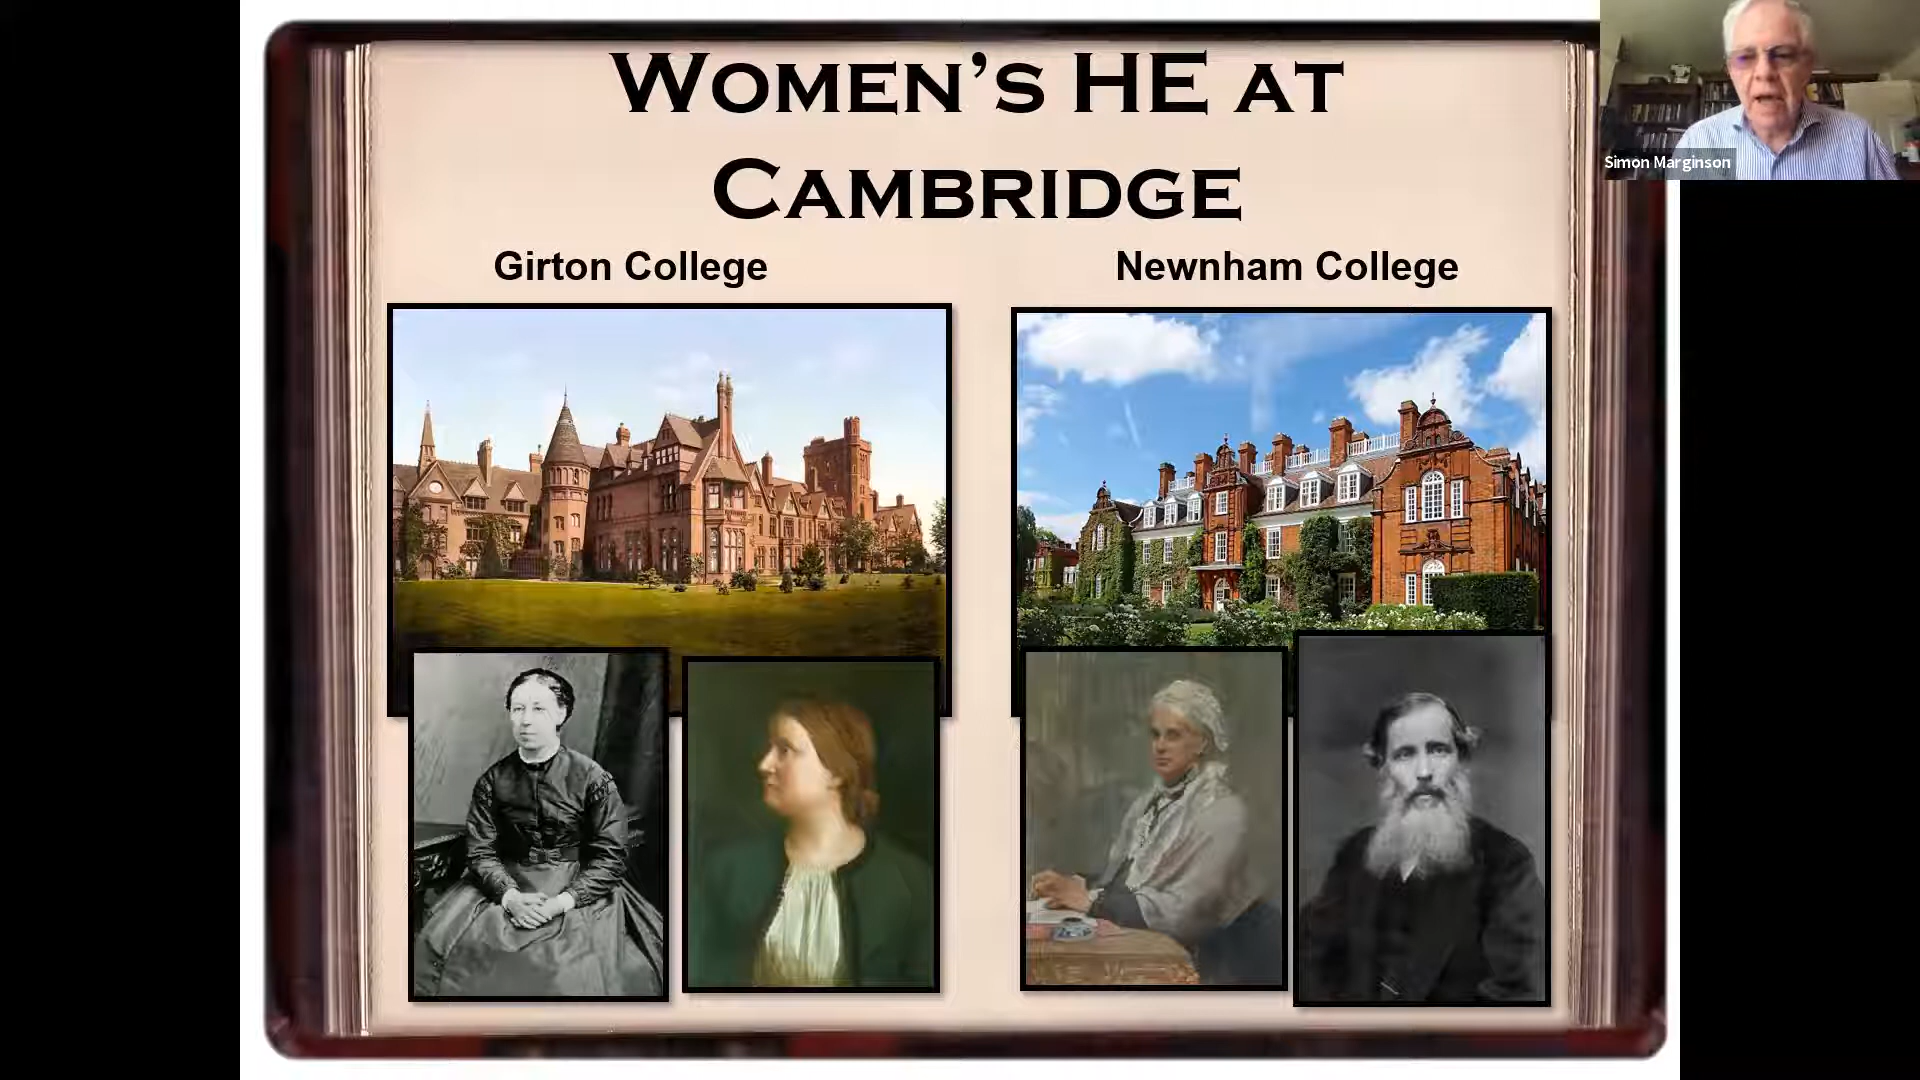 WOMEN'S HE AT
CAMBRIDGE
Girton College
Newnham College
Simon Marginson